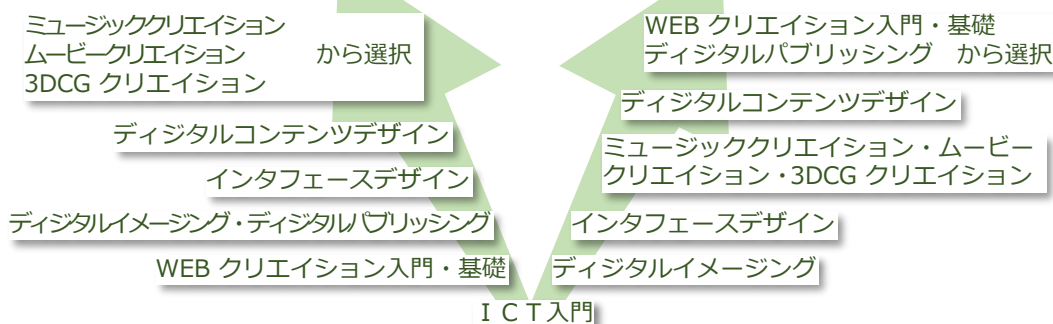 ミュージッククリエイション
ムービークリエイション　から選択
3DCG クリエイション
ディジタルコンテンツデザイン
インタフェースデザイン
ディジタルイメージング・ディジタルパブリッシング
WEB クリエイション入門・基礎
WEB クリエイション入門・基礎
ディジタルパブリッシング　から選択
ディジタルコンテンツデザイン
ミュージッククリエイション・ムービー
クリエイション・3DCG クリエイション
インタフェースデザイン
ディジタルイメージング
ＩＣＴ入門